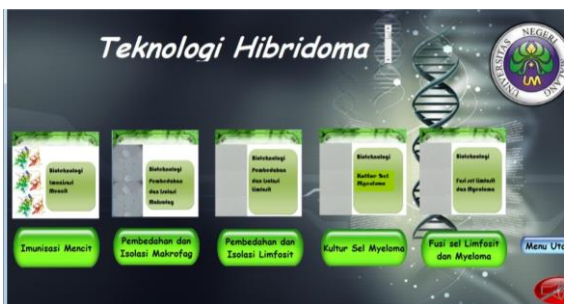 Teknologi Hibridoma
UNIVERSITAS NEGERI MALANG
UM
Bioteknologi
Imunisasi
Mencit
Bioteknologi
Pembedahan
dan Isolasi
Makrofag
Bioteknologi
Pembedahan
dan Isolasi
Limfosit
Bioteknologi
Kultur Sel
Myeloma
Bioteknologi
Fusi sel Limfosit
dan Myeloma
Imunisasi Mencit
Pembedahan dan
Isolasi Makrofag
Pembedahan dan
Isolasi Limfosit
Kultur Sel Myeloma
Fusi sel Limfosit
dan Myeloma
Menu Uta